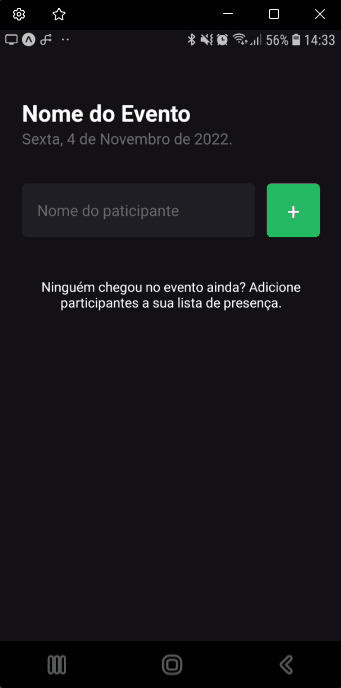 56% 14:33
Nome do Evento
Sexta, 4 de Novembro de 2022.
Nome do paticipante
+
Ninguém chegou no evento ainda? Adicione
participantes a sua lista de presença.